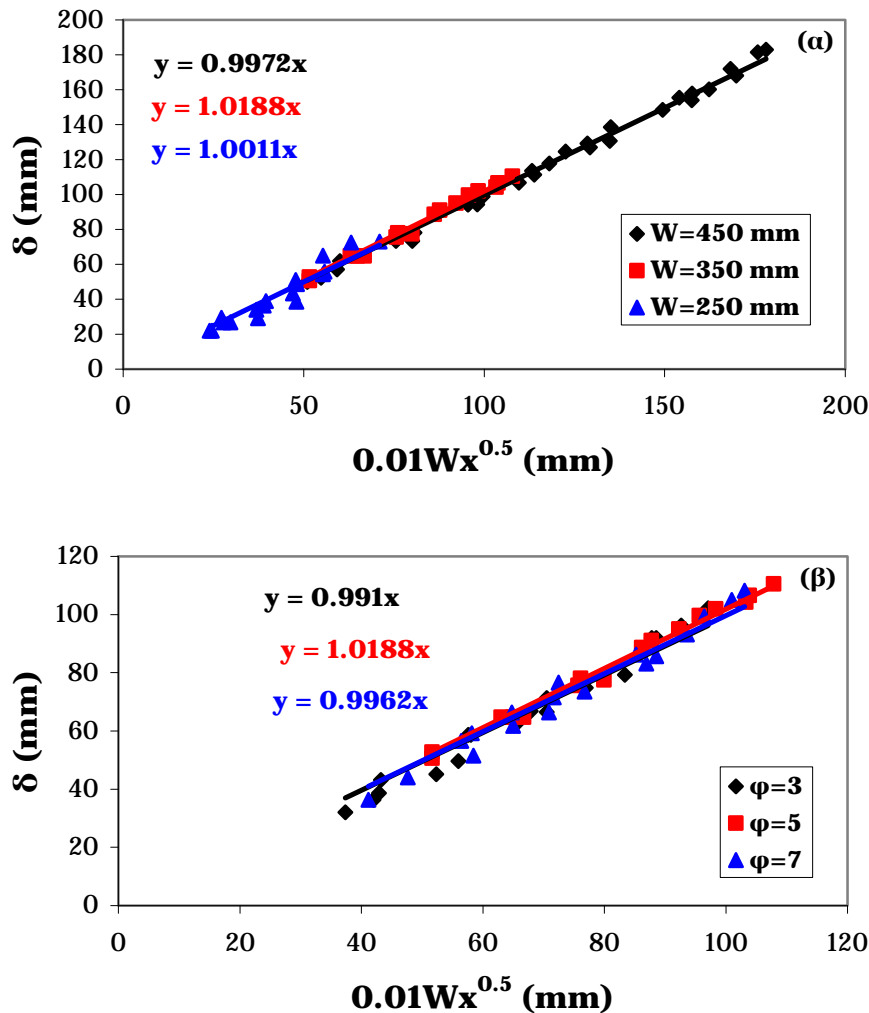 200
(α)
180
y = 0.9972x
160
y = 1.0188x
140
y = 1.0011x
120
100
80
W=450 mm
60
W=350 mm
40
W=250 mm
20
0
0 50 100 150 200
δ (mm)
0.01Wx^0.5 (mm)
120
(β)
y = 0.991x
100
y = 1.0188x
80
y = 0.9962x
60
40
φ=3
φ=5
20
φ=7
0
0 20 40 60 80 100 120
δ (mm)
0.01Wx^0.5 (mm)